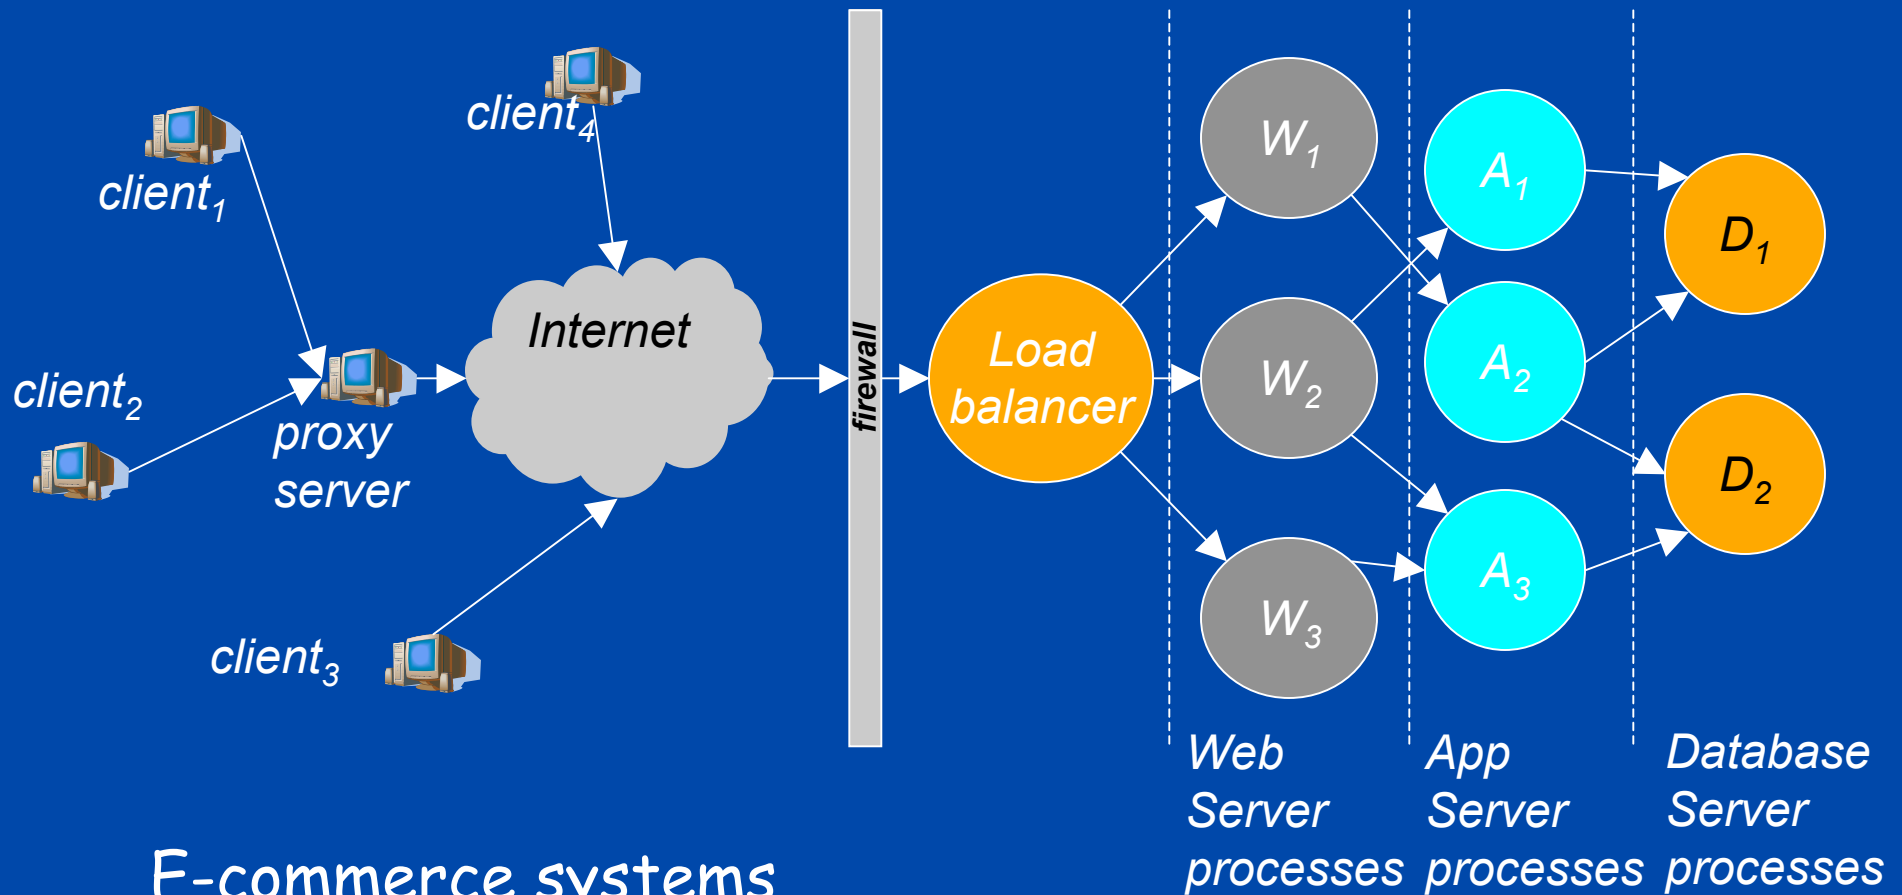 client₄
client₁
W₁
A₁
D₁
Internet
firewall
Load
balancer
client₂
proxy
server
W₂
A₂
D₂
A₃
W₃
client₃
Web
Server
processes
App
Server
processes
Database
Server
processes
E-commerce systems